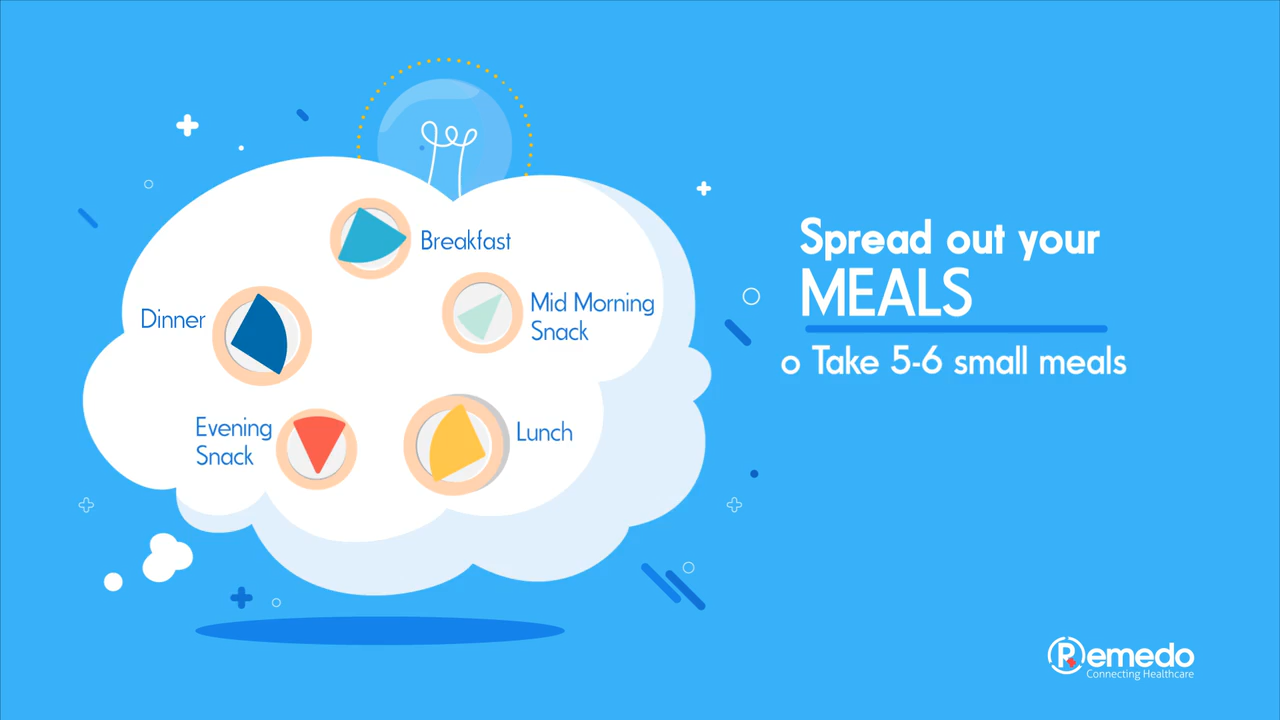 Breakfast
Mid Morning
Snack
Dinner
Evening
Snack
Lunch
Spread out your
MEALS
o Take 5-6 small meals
Remedo
Connecting Healthcare